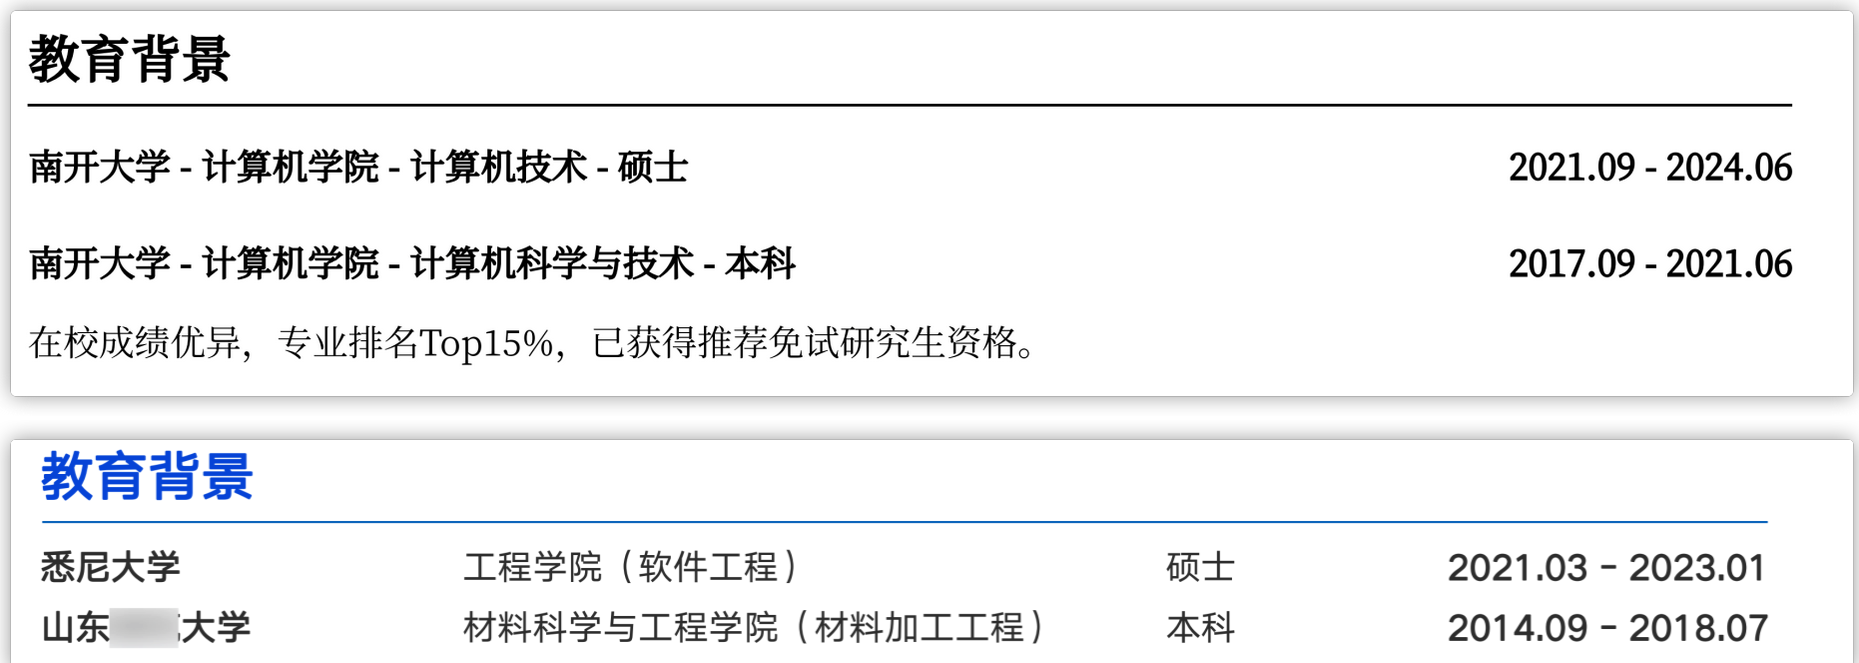 教育背景
南开大学 - 计算机学院 - 计算机技术 - 硕士 2021.09 - 2024.06
南开大学 - 计算机学院 - 计算机科学与技术 - 本科 2017.09 - 2021.06
在校成绩优异，专业排名Top15%，已获得推荐免试研究生资格。
教育背景
悉尼大学 工程学院（软件工程） 硕士 2021.03 - 2023.01
山东 大学 材料科学与工程学院（材料加工工程） 本科 2014.09 - 2018.07